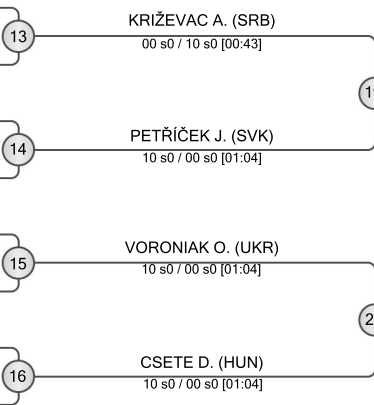 KRIŽEVAC A. (SRB)
13
00 s0 / 10 s0 [00:43]
PETŘÍČEK J. (SVK)
14
10 s0 / 00 s0 [01:04]
VORONIAK O. (UKR)
15
10 s0 / 00 s0 [01:04]
CSETE D. (HUN)
16
10 s0 / 00 s0 [01:04]